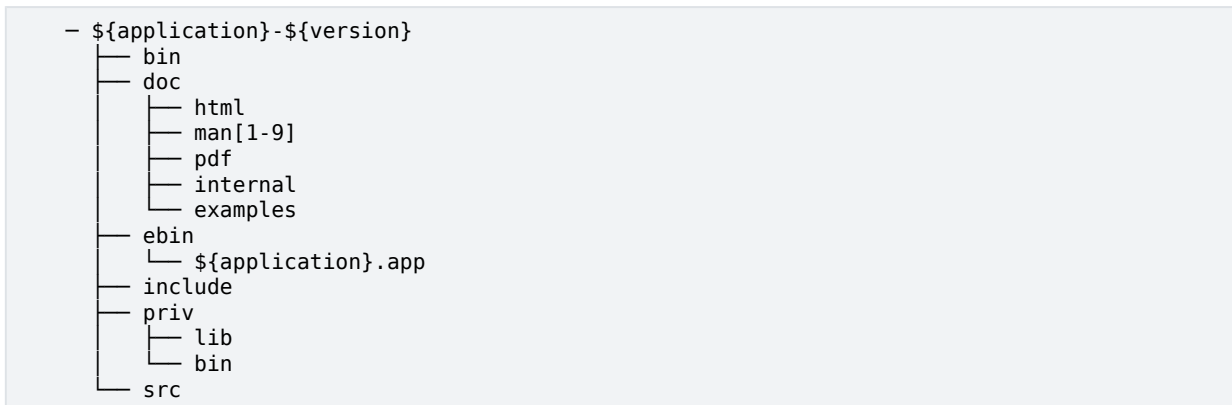 ─ ${application}-${version}
├── bin
├── doc
│   ├── html
│   ├── man[1-9]
│   ├── pdf
│   ├── internal
│   └── examples
├── ebin
│   └── ${application}.app
├── include
├── priv
│   ├── lib
│   └── bin
└── src